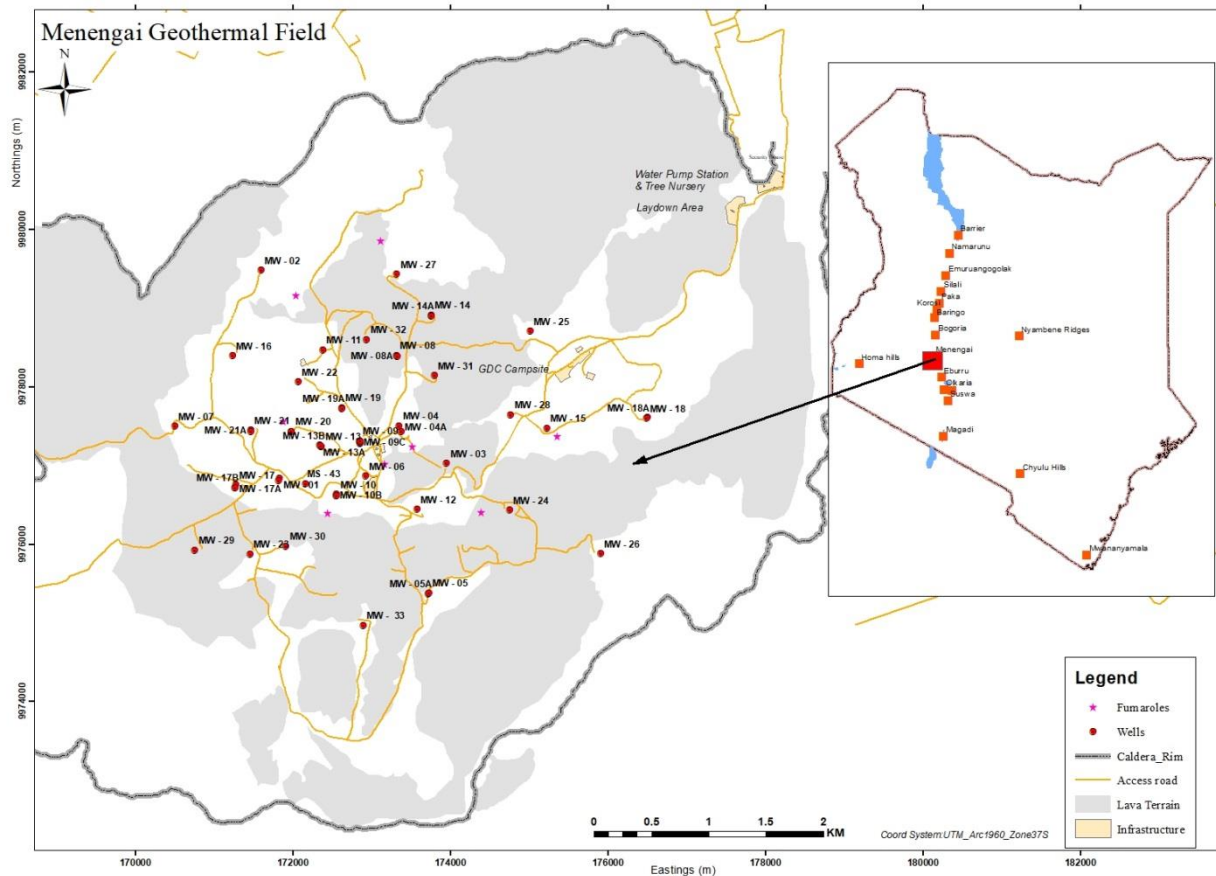 Menengai Geothermal Field
N
Northings (m)
9982000
9980000
9978000
9976000
9974000
Water Pump Station
& Tree Nursery
Laydown Area
MW - 02
MW - 27
MW - 14A
MW - 14
MW - 25
MW - 32
MW - 11
MW - 08
MW - 08A
MW - 16
GDC Campsite
MW - 31
MW - 22
MW - 19A
MW - 19
MW - 28
MW - 18A
MW - 18
MW - 07
MW - 21
MW - 20
MW - 04
MW - 15
MW - 21A
MW - 13B
MW - 13
MW - 09
MW - 04A
MW - 09C
MW - 13A
MW - 03
MW - 17B
MW - 17
MS - 43
MW - 06
MW - 17A
MW - 01
MW - 10
MW - 10B
MW - 12
MW - 24
MW - 29
MW - 23
MW - 30
MW - 26
MW - 05A
MW - 05
MW - 33
Barrier
Namarunu
Emuruangogolak
Silali
Paka
Korosi
Baringo
Bogoria
Nyambene Ridges
Menengai
Homa hills
Eburru
Olkaria
Suswa
Magadi
Chyulu Hills
Mwananyamala
Legend
Fumaroles
Wells
Caldera_Rim
Access road
Lava Terrain
Infrastructure
0 0.5 1 1.5 2
KM
Coord System:UTM_Arc1960_Zone37S
170000 172000 174000 176000 178000 180000 182000
Eastings (m)